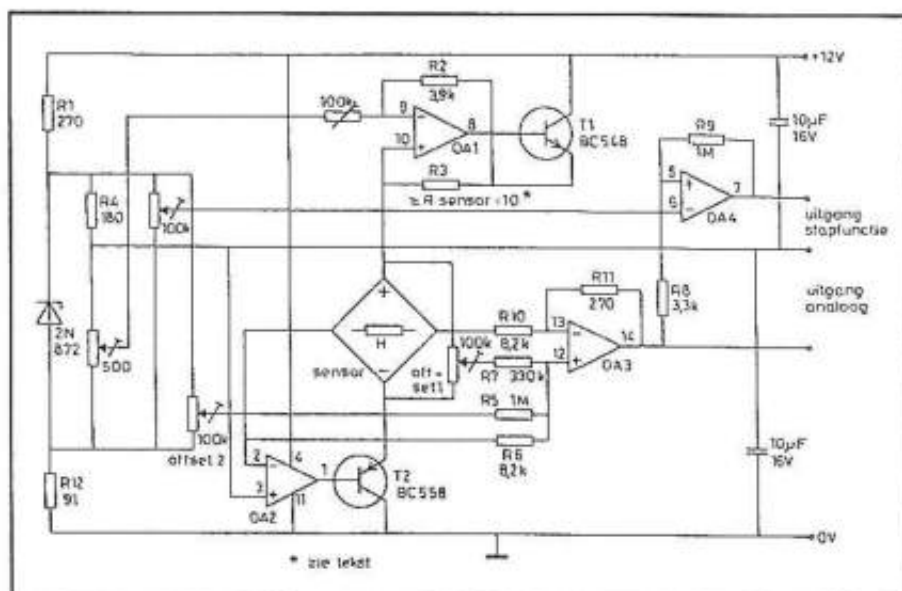 +12V
R1
270
R2
3,9k
100k
9
10
8
OA1
T1
BC548
R3
≥R sensor ÷10 *
R9
1M
10µF
16V
5
6
7
OA4
R4
180
100k
uitgang
stapfunctie
uitgang
analoog
R8
3,3k
R11
270
R10
8,2k
13
12
14
OA3
H
sensor
100k
off-
set1
R7
330k
R5 1M
R6
8,2k
2N
872
500
100k
offset 2
2
3
4
11
1
OA2
T2
BC558
R12
91
10µF
16V
0V
* zie tekst